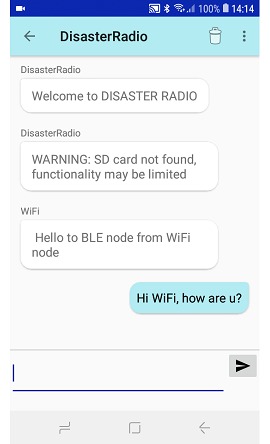 100% 14:14
DisasterRadio
DisasterRadio
Welcome to DISASTER RADIO
DisasterRadio
WARNING: SD card not found,
functionality may be limited
WiFi
Hello to BLE node from WiFi
node
Hi WiFi, how are u?